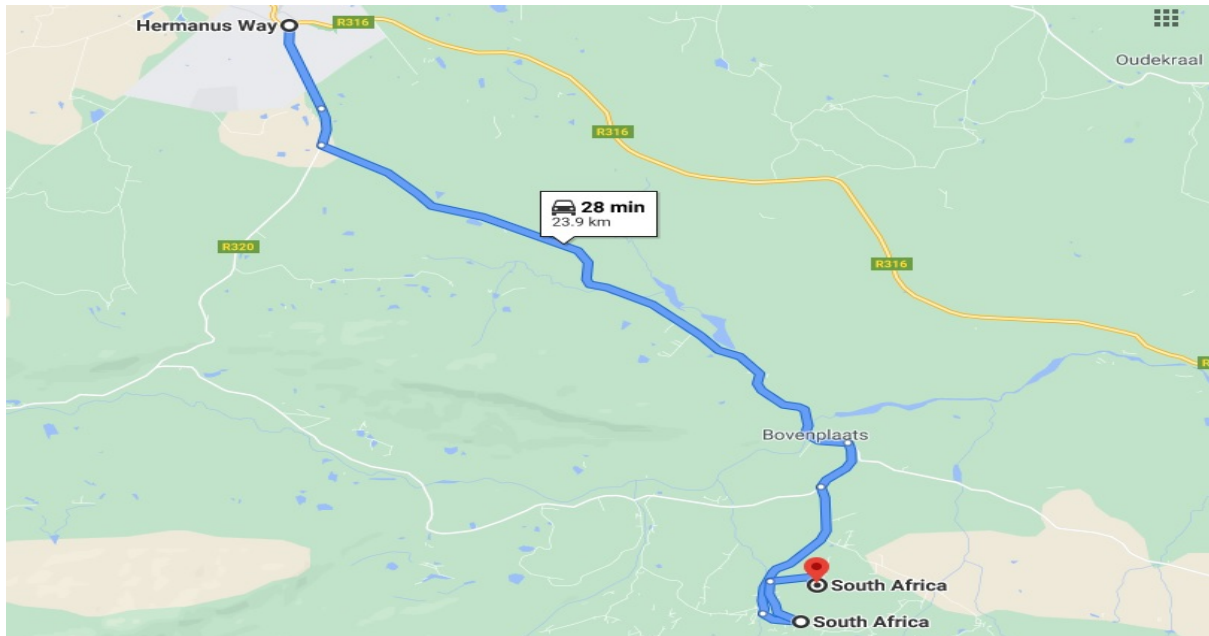 Hermanus Way
R316
Oudekraal
R316
28 min
23.9 km
R320
R316
R
Bovenplaats
South Africa
South Africa